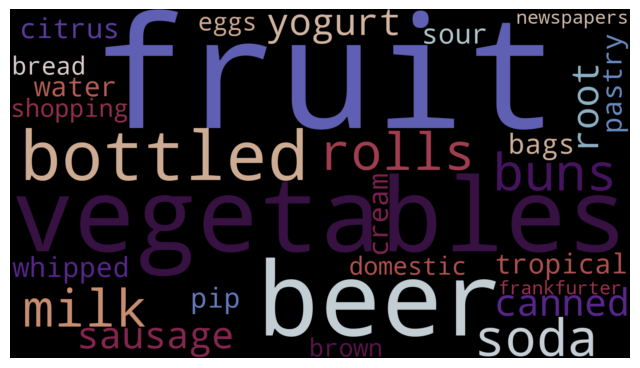 citrus
eggs
yogurt
sour
newspapers
fruit
bread
water
shopping
root
pastry
bottled
rolls
bags
buns
vegetables
cream
whipped
domestic
tropical
frankfurter
milk
pip
beer
canned
sausage
brown
soda